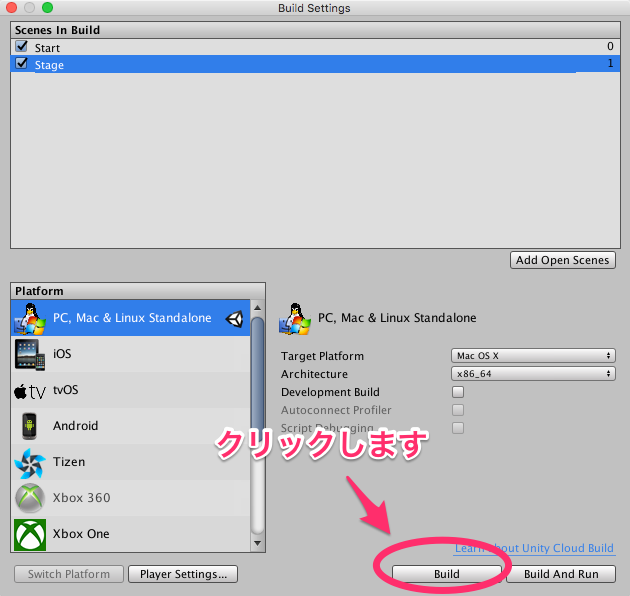 Build Settings
Scenes In Build
Start 0
Stage 1
Add Open Scenes
Platform
PC, Mac & Linux Standalone
iOS
tvOS
Android
Tizen
Xbox 360
Xbox One
PC, Mac & Linux Standalone
Target Platform Mac OS X
Architecture x86_64
Development Build
Autoconnect Profiler
Script Debugging
クリックします
Learn about Unity Cloud Build
Switch Platform
Player Settings...
Build
Build And Run